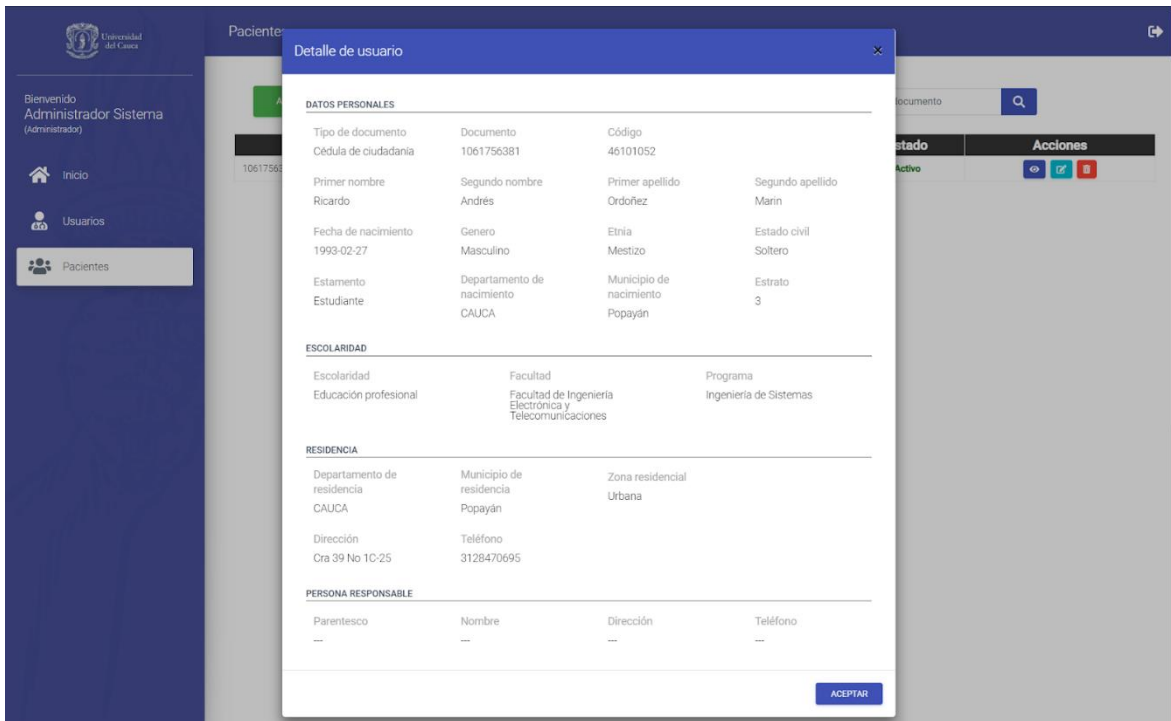 Universidad
del Cauca
Bienvenido
Administrador Sistema
(Administrador)
Inicio
Usuarios
Pacientes
Detalle de usuario ×
DATOS PERSONALES
Tipo de documento Documento Código
Cédula de ciudadanía 1061756381 46101052
Primer nombre Segundo nombre Primer apellido Segundo apellido
Ricardo Andrés Ordoñez Marin
Fecha de nacimiento Genero Etnia Estado civil
1993-02-27 Masculino Mestizo Soltero
Estamento Departamento de Municipio de Estrato
nacimiento nacimiento
Estudiante CAUCA Popayán 3
ESCOLARIDAD
Escolaridad Facultad Programa
Educación profesional Facultad de Ingeniería Ingeniería de Sistemas
Electrónica y
Telecomunicaciones
RESIDENCIA
Departamento de Municipio de Zona residencial
residencia residencia Urbana
CAUCA Popayán
Dirección Teléfono
Cra 39 No 1C-25 3128470695
PERSONA RESPONSABLE
Parentesco Nombre Dirección Teléfono
--- --- --- ---
ACEPTAR
Acciones
Activo